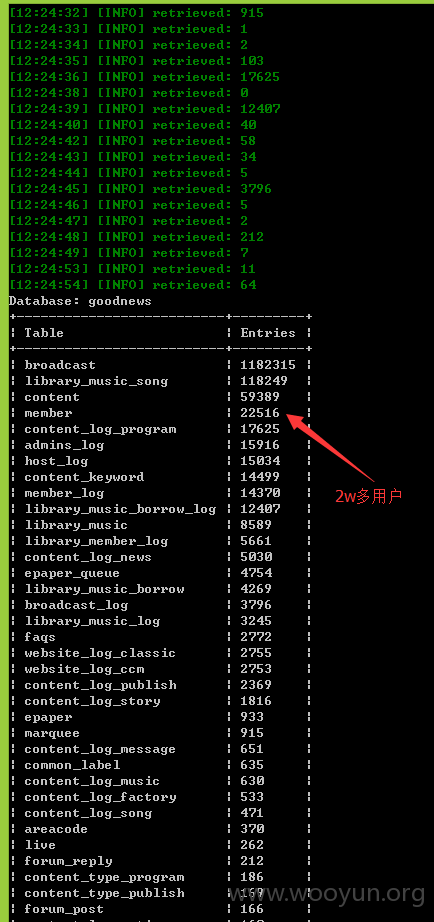 [12:24:32] [INFO] retrieved: 915
[12:24:33] [INFO] retrieved: 1
[12:24:34] [INFO] retrieved: 2
[12:24:35] [INFO] retrieved: 103
[12:24:36] [INFO] retrieved: 17625
[12:24:38] [INFO] retrieved: 0
[12:24:39] [INFO] retrieved: 12407
[12:24:40] [INFO] retrieved: 40
[12:24:42] [INFO] retrieved: 58
[12:24:43] [INFO] retrieved: 34
[12:24:44] [INFO] retrieved: 5
[12:24:45] [INFO] retrieved: 3796
[12:24:46] [INFO] retrieved: 5
[12:24:47] [INFO] retrieved: 2
[12:24:48] [INFO] retrieved: 212
[12:24:49] [INFO] retrieved: 7
[12:24:53] [INFO] retrieved: 11
[12:24:54] [INFO] retrieved: 64
Database: goodnews
+--------------------------+---------+
| Table | Entries |
+--------------------------+---------+
| broadcast | 1182315 |
| library_music_song | 118249 |
| content | 59389 |
| member | 22516 |
| content_log_program | 17625 |
| admins_log | 15916 |
| host_log | 15034 |
| content_keyword | 14499 |
| member_log | 14370 |
2w多用户
| library_music_borrow_log | 12407 |
| library_music | 8589 |
| library_member_log | 5661 |
| content_log_news | 5030 |
| epaper_queue | 4754 |
| library_music_borrow | 4269 |
| broadcast_log | 3796 |
| library_music_log | 3245 |
| faqs | 2772 |
| website_log_classic | 2755 |
| website_log_ccm | 2753 |
| content_log_publish | 2369 |
| content_log_story | 1816 |
| epaper | 933 |
| marquee | 915 |
| content_log_message | 651 |
| common_label | 635 |
| content_log_music | 630 |
| content_log_factory | 533 |
| content_log_song | 471 |
| areacode | 370 |
| live | 262 |
| forum_reply | 212 |
| content_type_program | 186 |
| content_type_publish | 169 |
www.wooyun.org
| forum_post | 166 |